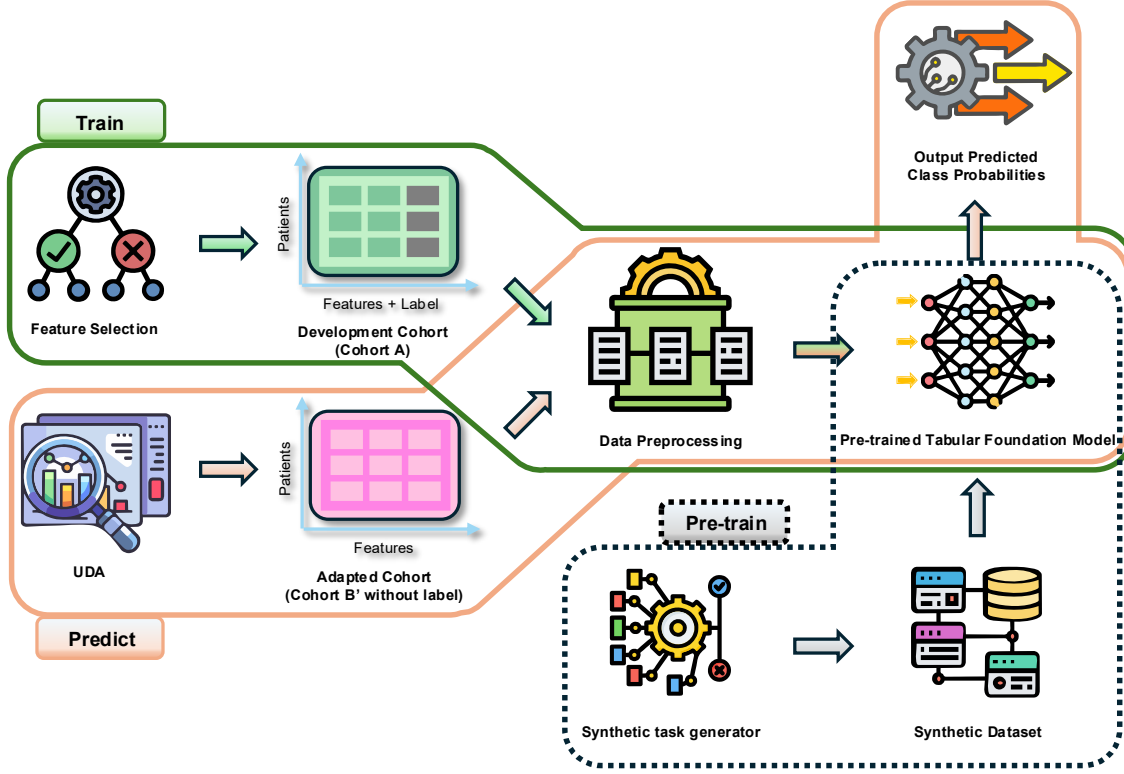 Output Predicted
Class Probabilities
Train
Patients
Features + Label
Feature Selection
Development Cohort
(Cohort A)
Data Preprocessing
Pre-trained Tabular Foundation Model
Patients
Features
UDA
Adapted Cohort
(Cohort B’ without label)
Predict
Pre-train
Synthetic task generator
Synthetic Dataset